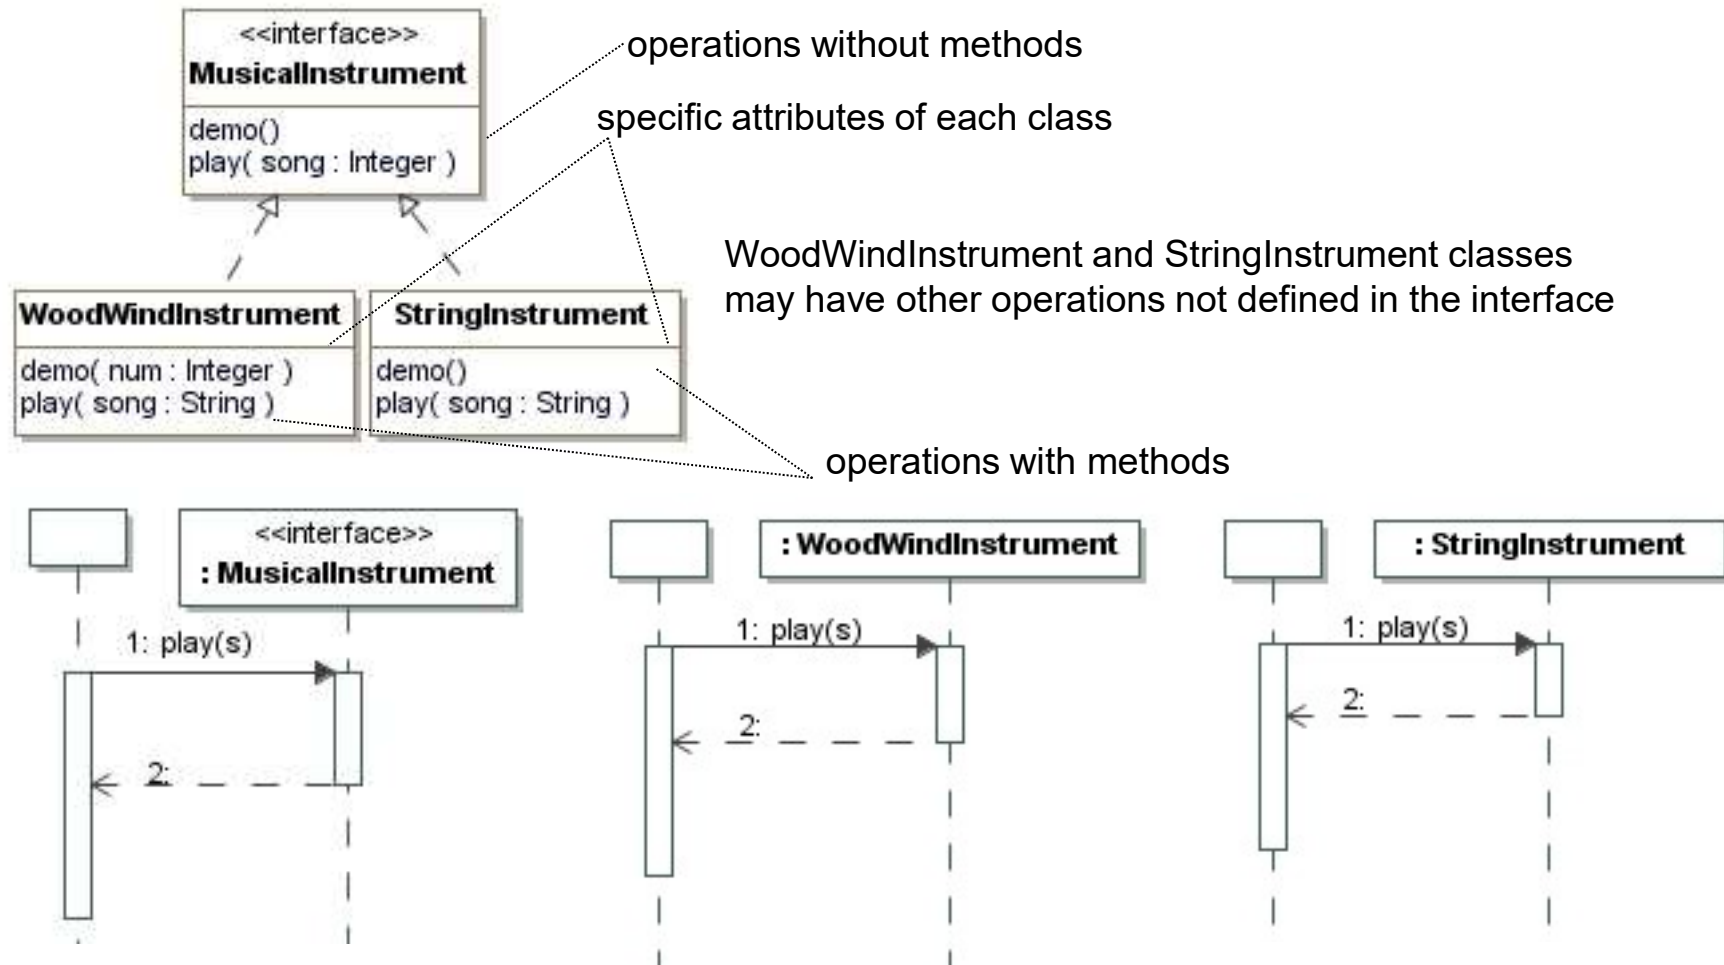 <<interface>>
MusicalInstrument
demo()
play( song : Integer )
operations without methods
specific attributes of each class
WoodWindInstrument and StringInstrument classes
may have other operations not defined in the interface
WoodWindInstrument
demo( num : Integer )
play( song : String )
StringInstrument
demo()
play( song : String )
operations with methods
<<interface>>
: MusicalInstrument
1: play(s)
2:
: WoodWindInstrument
1: play(s)
2:
: StringInstrument
1: play(s)
2: